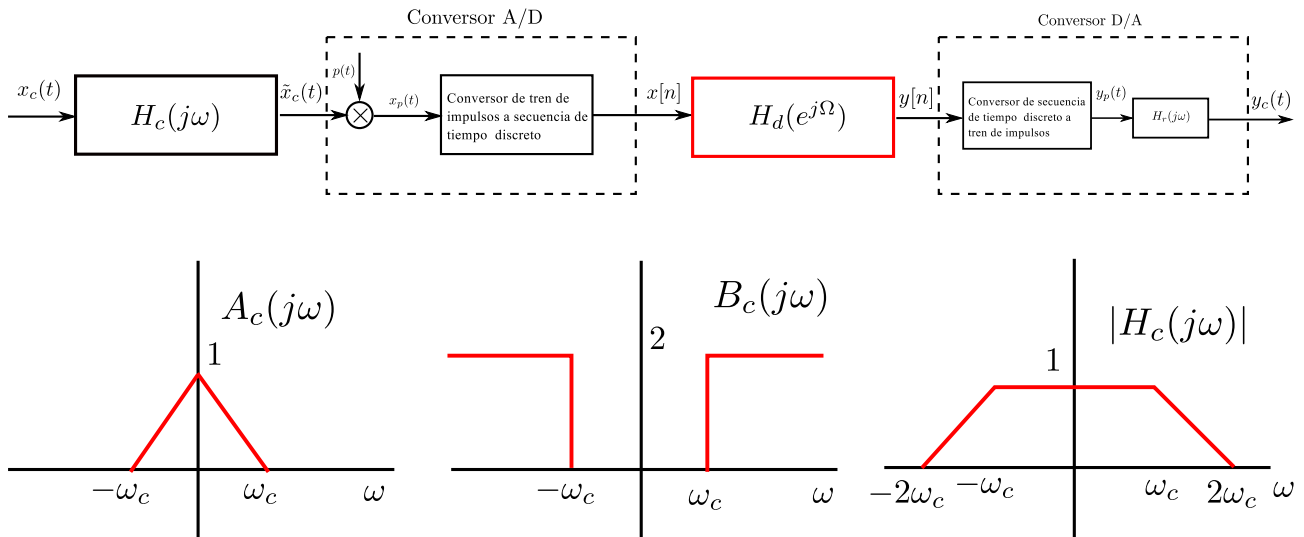 Conversor A/D
Conversor D/A
x_c(t)
H_c(jω)
x̃_c(t)
p(t)
x_p(t)
Conversor de tren de
impulsos a secuencia de
tiempo discreto
x[n]
H_d(e^{jΩ})
y[n]
Conversor de secuencia
de tiempo discreto a
tren de impulsos
y_p(t)
H_r(jω)
y_c(t)
A_c(jω)
1
−ω_c
ω_c
ω
B_c(jω)
2
−ω_c
ω_c
ω
|H_c(jω)|
1
−2ω_c
−ω_c
ω_c
2ω_c
ω